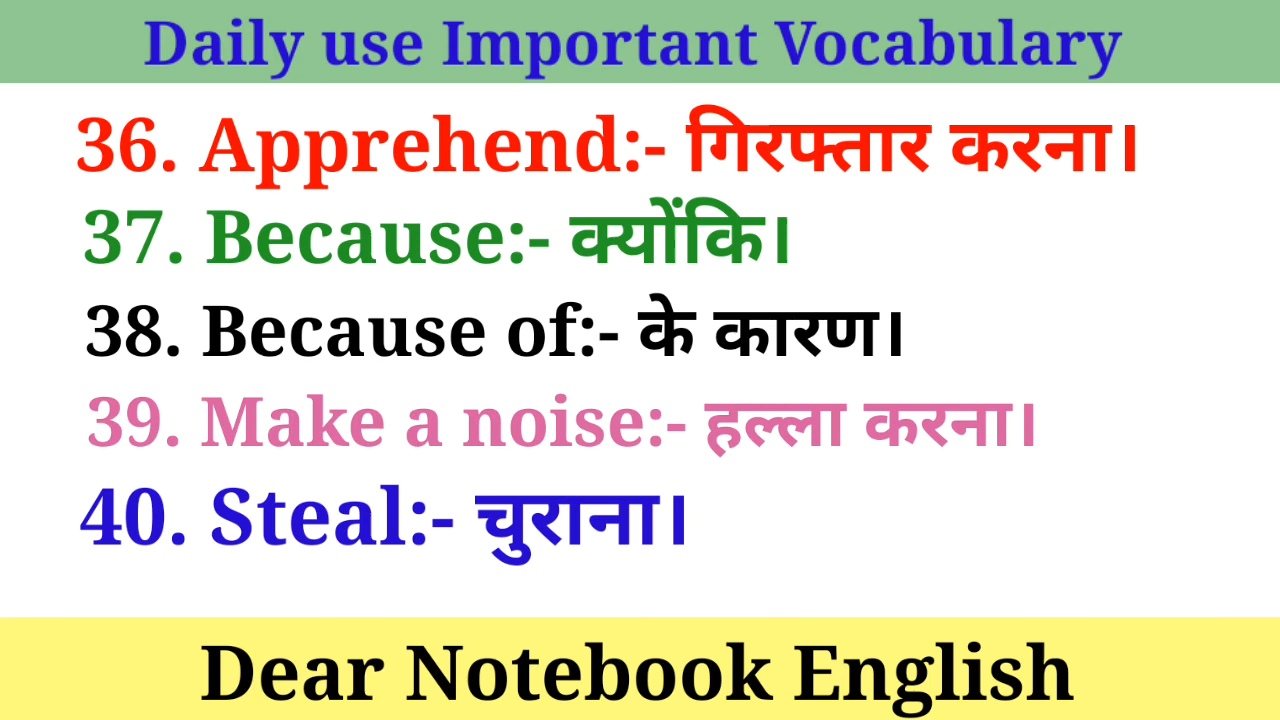 Daily use Important Vocabulary
36. Apprehend:- गिरफ्तार करना।
37. Because:- क्योंकि।
38. Because of:- के कारण।
39. Make a noise:- हल्ला करना।
40. Steal:- चुराना।
Dear Notebook English